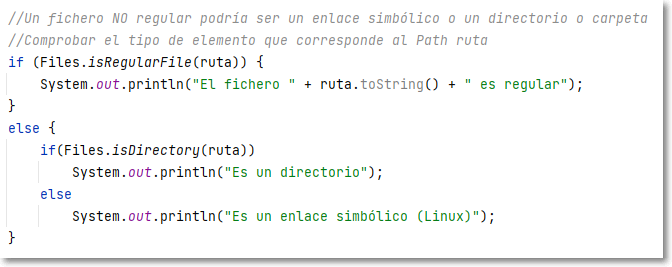 //Un fichero NO regular podría ser un enlace simbólico o un directorio o carpeta
//Comprobar el tipo de elemento que corresponde al Path ruta
if (Files.isRegularFile(ruta)) {
    System.out.println("El fichero " + ruta.toString() + " es regular");
}
else {
    if(Files.isDirectory(ruta))
        System.out.println("Es un directorio");
    else
        System.out.println("Es un enlace simbólico (Linux)");
}